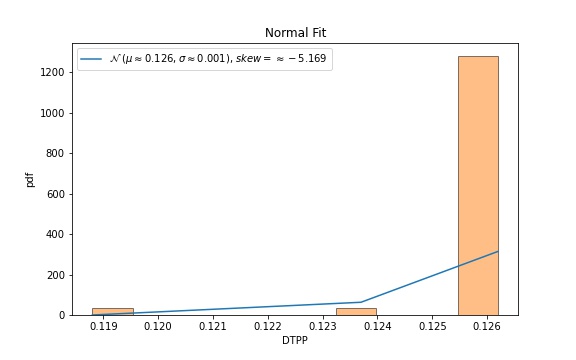 Normal Fit
𝒩(μ ≈ 0.126, σ ≈ 0.001), skew = ≈ −5.169
pdf
1200
1000
800
600
400
200
0
0.119 0.120 0.121 0.122 0.123 0.124 0.125 0.126
DTPP